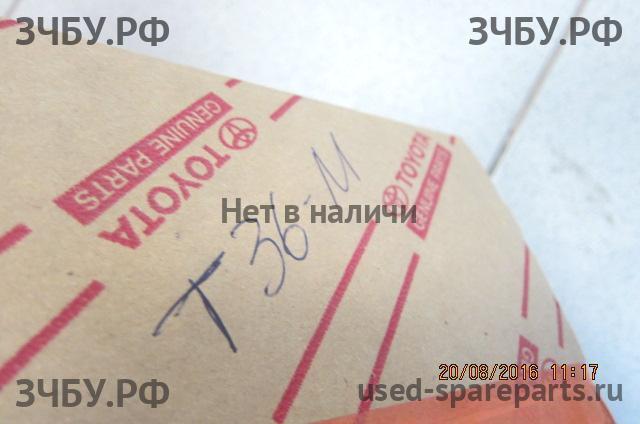 ЗЧБУ.РФ
ЗЧБУ.РФ
TOYOTA
GENUINE PARTS
TOYOTA
GENUINE PARTS
Нет в наличи
T 36-M
G
20/08/2016 11:17
ЗЧБУ.РФ
used-spareparts.ru